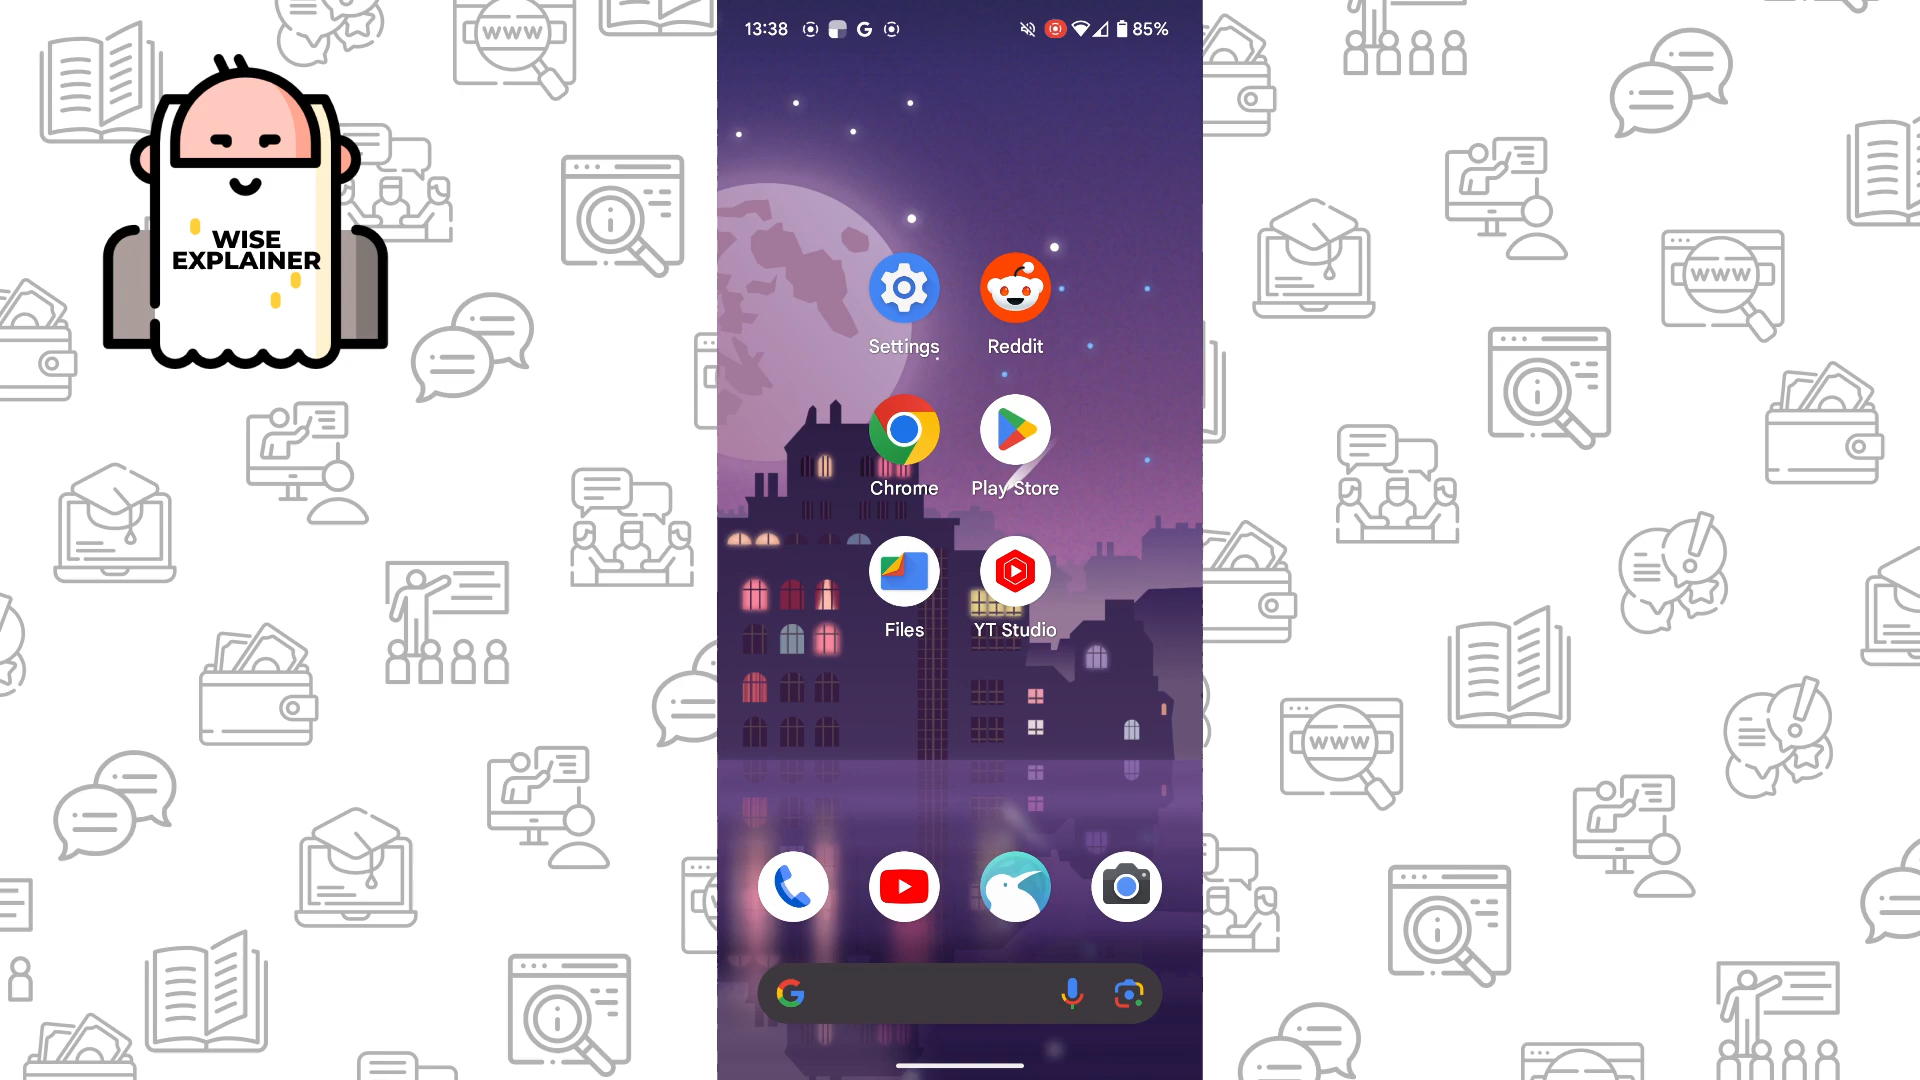 WISE
EXPLAINER
13:38
85%
Settings
Reddit
Chrome
Play Store
Files
YT Studio
WWW
WWW
WWW